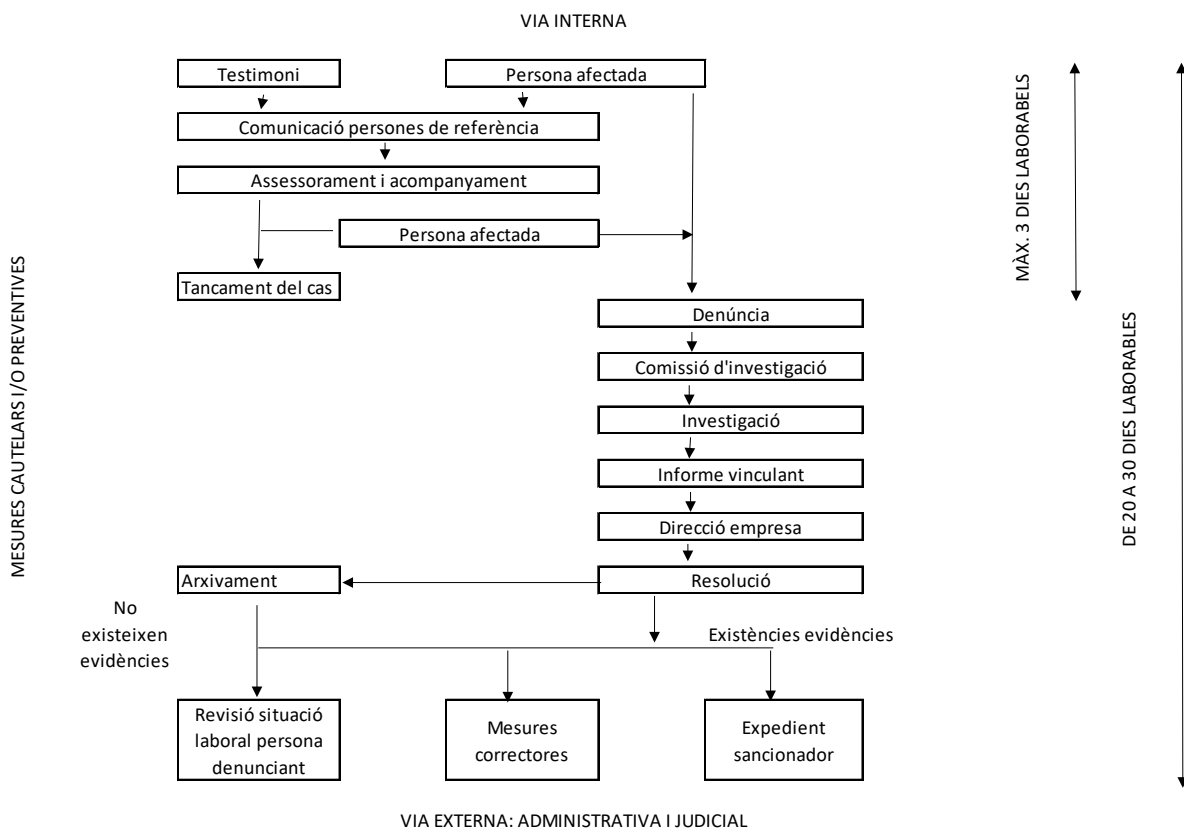 VIA INTERNA
Testimoni
Persona afectada
Comunicació persones de referència
Assessorament i acompanyament
Persona afectada
Tancament del cas
Denúncia
Comissió d'investigació
Investigació
Informe vinculant
Direcció empresa
Arxivament
Resolució
No
existeixen
evidències
Existències evidències
Revisió situació
laboral persona
denunciant
Mesures
correctores
Expedient
sancionador
VIA EXTERNA: ADMINISTRATIVA I JUDICIAL
MESURES CAUTELARS I/O PREVENTIVES
MÀX. 3 DIES LABORABELS
DE 20 A 30 DIES LABORABLES